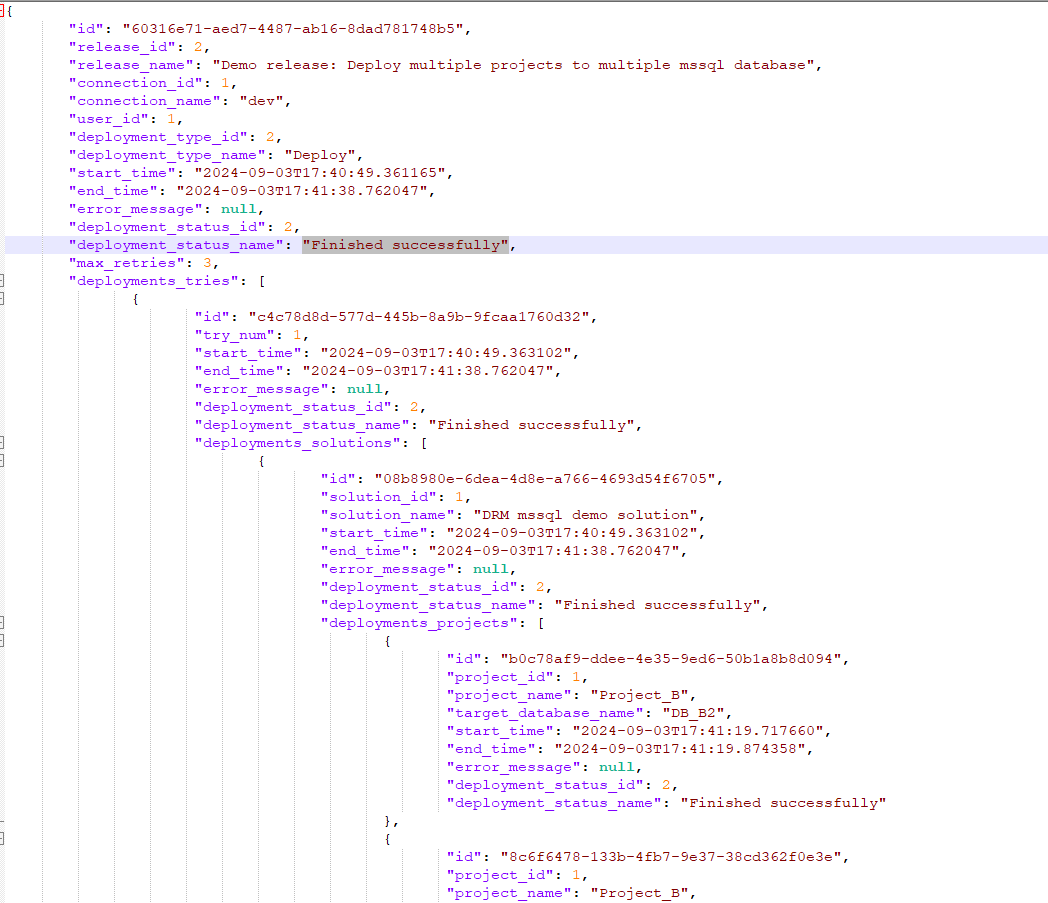 {
"id": "60316e71-aed7-4487-ab16-8dad781748b5",
"release_id": 2,
"release_name": "Demo release: Deploy multiple projects to multiple mssql database",
"connection_id": 1,
"connection_name": "dev",
"user_id": 1,
"deployment_type_id": 2,
"deployment_type_name": "Deploy",
"start_time": "2024-09-03T17:40:49.361165",
"end_time": "2024-09-03T17:41:38.762047",
"error_message": null,
"deployment_status_id": 2,
"deployment_status_name": "Finished successfully",
"max_retries": 3,
"deployments_tries": [
{
"id": "c4c78d8d-577d-445b-8a9b-9fcaa1760d32",
"try_num": 1,
"start_time": "2024-09-03T17:40:49.363102",
"end_time": "2024-09-03T17:41:38.762047",
"error_message": null,
"deployment_status_id": 2,
"deployment_status_name": "Finished successfully",
"deployments_solutions": [
{
"id": "08b8980e-6dea-4d8e-a766-4693d54f6705",
"solution_id": 1,
"solution_name": "DRM mssql demo solution",
"start_time": "2024-09-03T17:40:49.363102",
"end_time": "2024-09-03T17:41:38.762047",
"error_message": null,
"deployment_status_id": 2,
"deployment_status_name": "Finished successfully",
"deployments_projects": [
{
"id": "b0c78af9-ddee-4e35-9ed6-50b1a8b8d094",
"project_id": 1,
"project_name": "Project_B",
"target_database_name": "DB_B2",
"start_time": "2024-09-03T17:41:19.717660",
"end_time": "2024-09-03T17:41:19.874358",
"error_message": null,
"deployment_status_id": 2,
"deployment_status_name": "Finished successfully"
},
{
"id": "8c6f6478-133b-4fb7-9e37-38cd362f0e3e",
"project_id": 1,
"project_name": "Project_B",